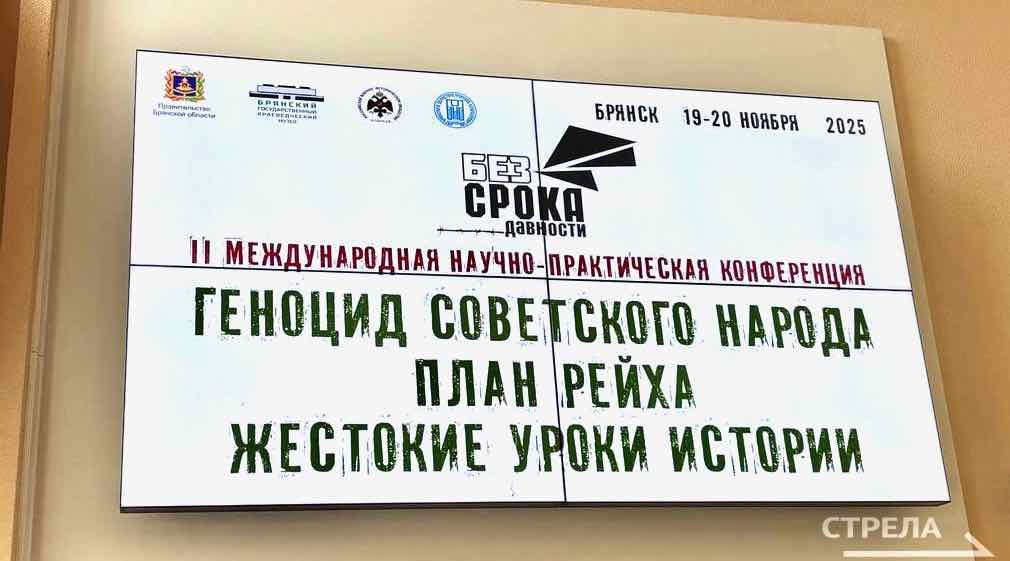 Правительство
Брянской области
БРЯНСКИЙ
ГОСУДАРСТВЕННЫЙ
КРАЕВЕДЧЕСКИЙ
МУЗЕЙ
БРЯНСК 19-20 НОЯБРЯ 2025
БЕЗ
СРОКА
давности
II МЕЖДУНАРОДНАЯ НАУЧНО-ПРАКТИЧЕСКАЯ КОНФЕРЕНЦИЯ
ГЕНОЦИД СОВЕТСКОГО НАРОДА
ПЛАН РЕЙХА
ЖЕСТОКИЕ УРОКИ ИСТОРИИ
СТРЕЛА